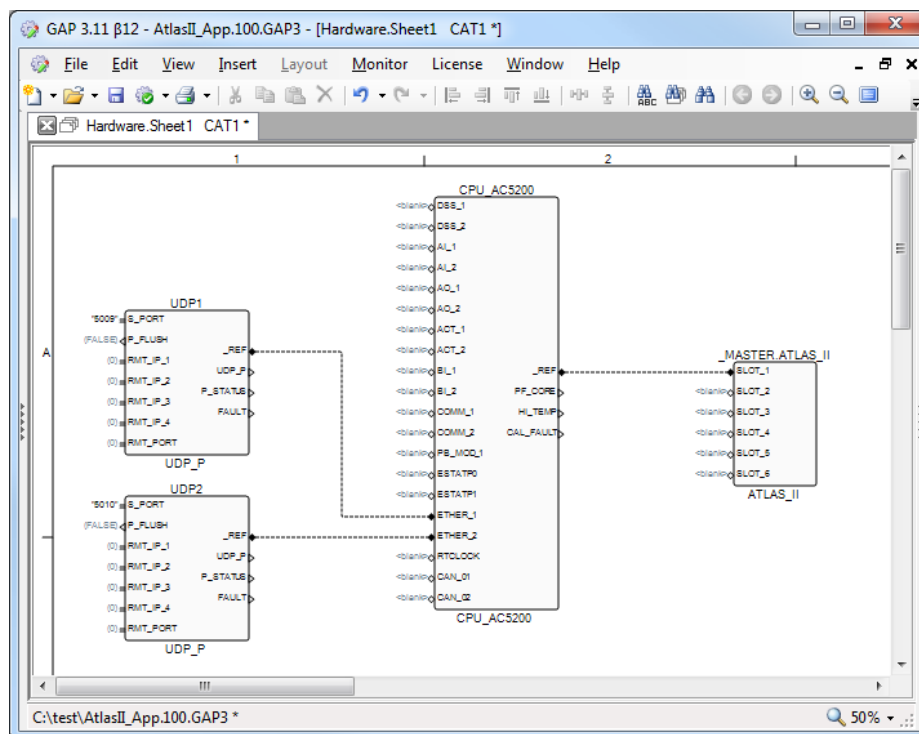 GAP 3.11 β12 - AtlasII_App.100.GAP3 - [Hardware.Sheet1 CAT1 *]
File Edit View Insert Layout Monitor License Window Help
ABC
Hardware.Sheet1 CAT1 *
1 2
A
CPU_AC5200
<blank> DSS_1
<blank> DSS_2
<blank> AI_1
<blank> AI_2
<blank> AO_1
<blank> AO_2
<blank> ACT_1
<blank> ACT_2
<blank> BI_1 _REF
<blank> BI_2 PF_CORE
<blank> COMM_1 HI_TEMP
<blank> COMM_2 CAL_FAULT
<blank> PB_MOD_1
<blank> ESTATP0
<blank> ESTATP1
ETHER_1
ETHER_2
<blank> RTCLOCK
<blank> CAN_01
<blank> CAN_02
CPU_AC5200
UDP1
"5009" S_PORT
(FALSE) P_FLUSH
_REF
(0) RMT_IP_1
UDP_P
(0) RMT_IP_2
P_STATUS
(0) RMT_IP_3
FAULT
(0) RMT_IP_4
(0) RMT_PORT
UDP_P
UDP2
"5010" S_PORT
(FALSE) P_FLUSH
_REF
(0) RMT_IP_1
UDP_P
(0) RMT_IP_2
P_STATUS
(0) RMT_IP_3
FAULT
(0) RMT_IP_4
(0) RMT_PORT
UDP_P
_MASTER.ATLAS_II
SLOT_1
<blank> SLOT_2
<blank> SLOT_3
<blank> SLOT_4
<blank> SLOT_5
<blank> SLOT_6
ATLAS_II
C:\test\AtlasII_App.100.GAP3 * 50%